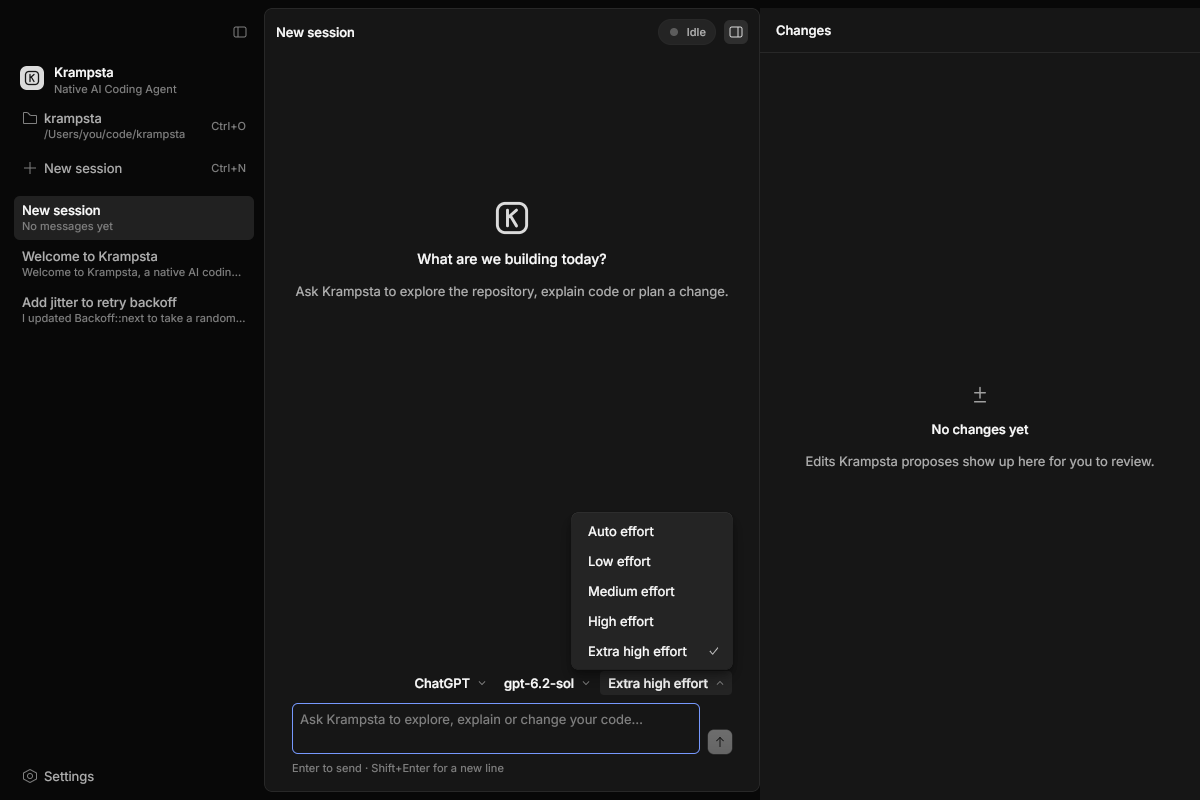 Krampsta
Native AI Coding Agent
krampsta
/Users/you/code/krampsta
Ctrl+O
New session
Ctrl+N
New session
No messages yet
Welcome to Krampsta
Welcome to Krampsta, a native AI codin...
Add jitter to retry backoff
I updated Backoff::next to take a random...
Settings
New session
Idle
K
What are we building today?
Ask Krampsta to explore the repository, explain code or plan a change.
Auto effort
Low effort
Medium effort
High effort
Extra high effort
ChatGPT
gpt-6.2-sol
Extra high effort
Ask Krampsta to explore, explain or change your code...
Enter to send · Shift+Enter for a new line
Changes
No changes yet
Edits Krampsta proposes show up here for you to review.